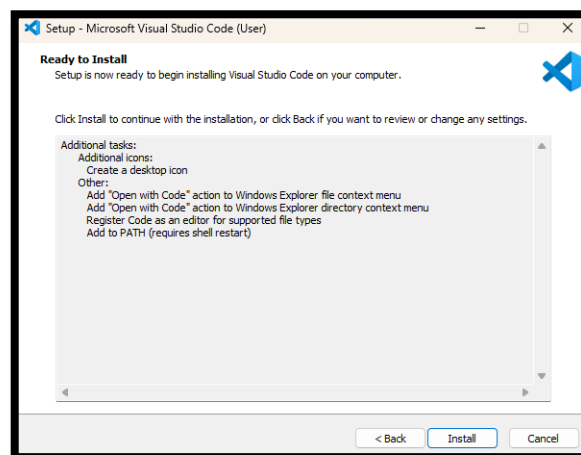 Setup - Microsoft Visual Studio Code (User)
Ready to Install
Setup is now ready to begin installing Visual Studio Code on your computer.
Click Install to continue with the installation, or click Back if you want to review or change any settings.
Additional tasks:
Additional icons:
Create a desktop icon
Other:
Add "Open with Code" action to Windows Explorer file context menu
Add "Open with Code" action to Windows Explorer directory context menu
Register Code as an editor for supported file types
Add to PATH (requires shell restart)
< Back Install Cancel